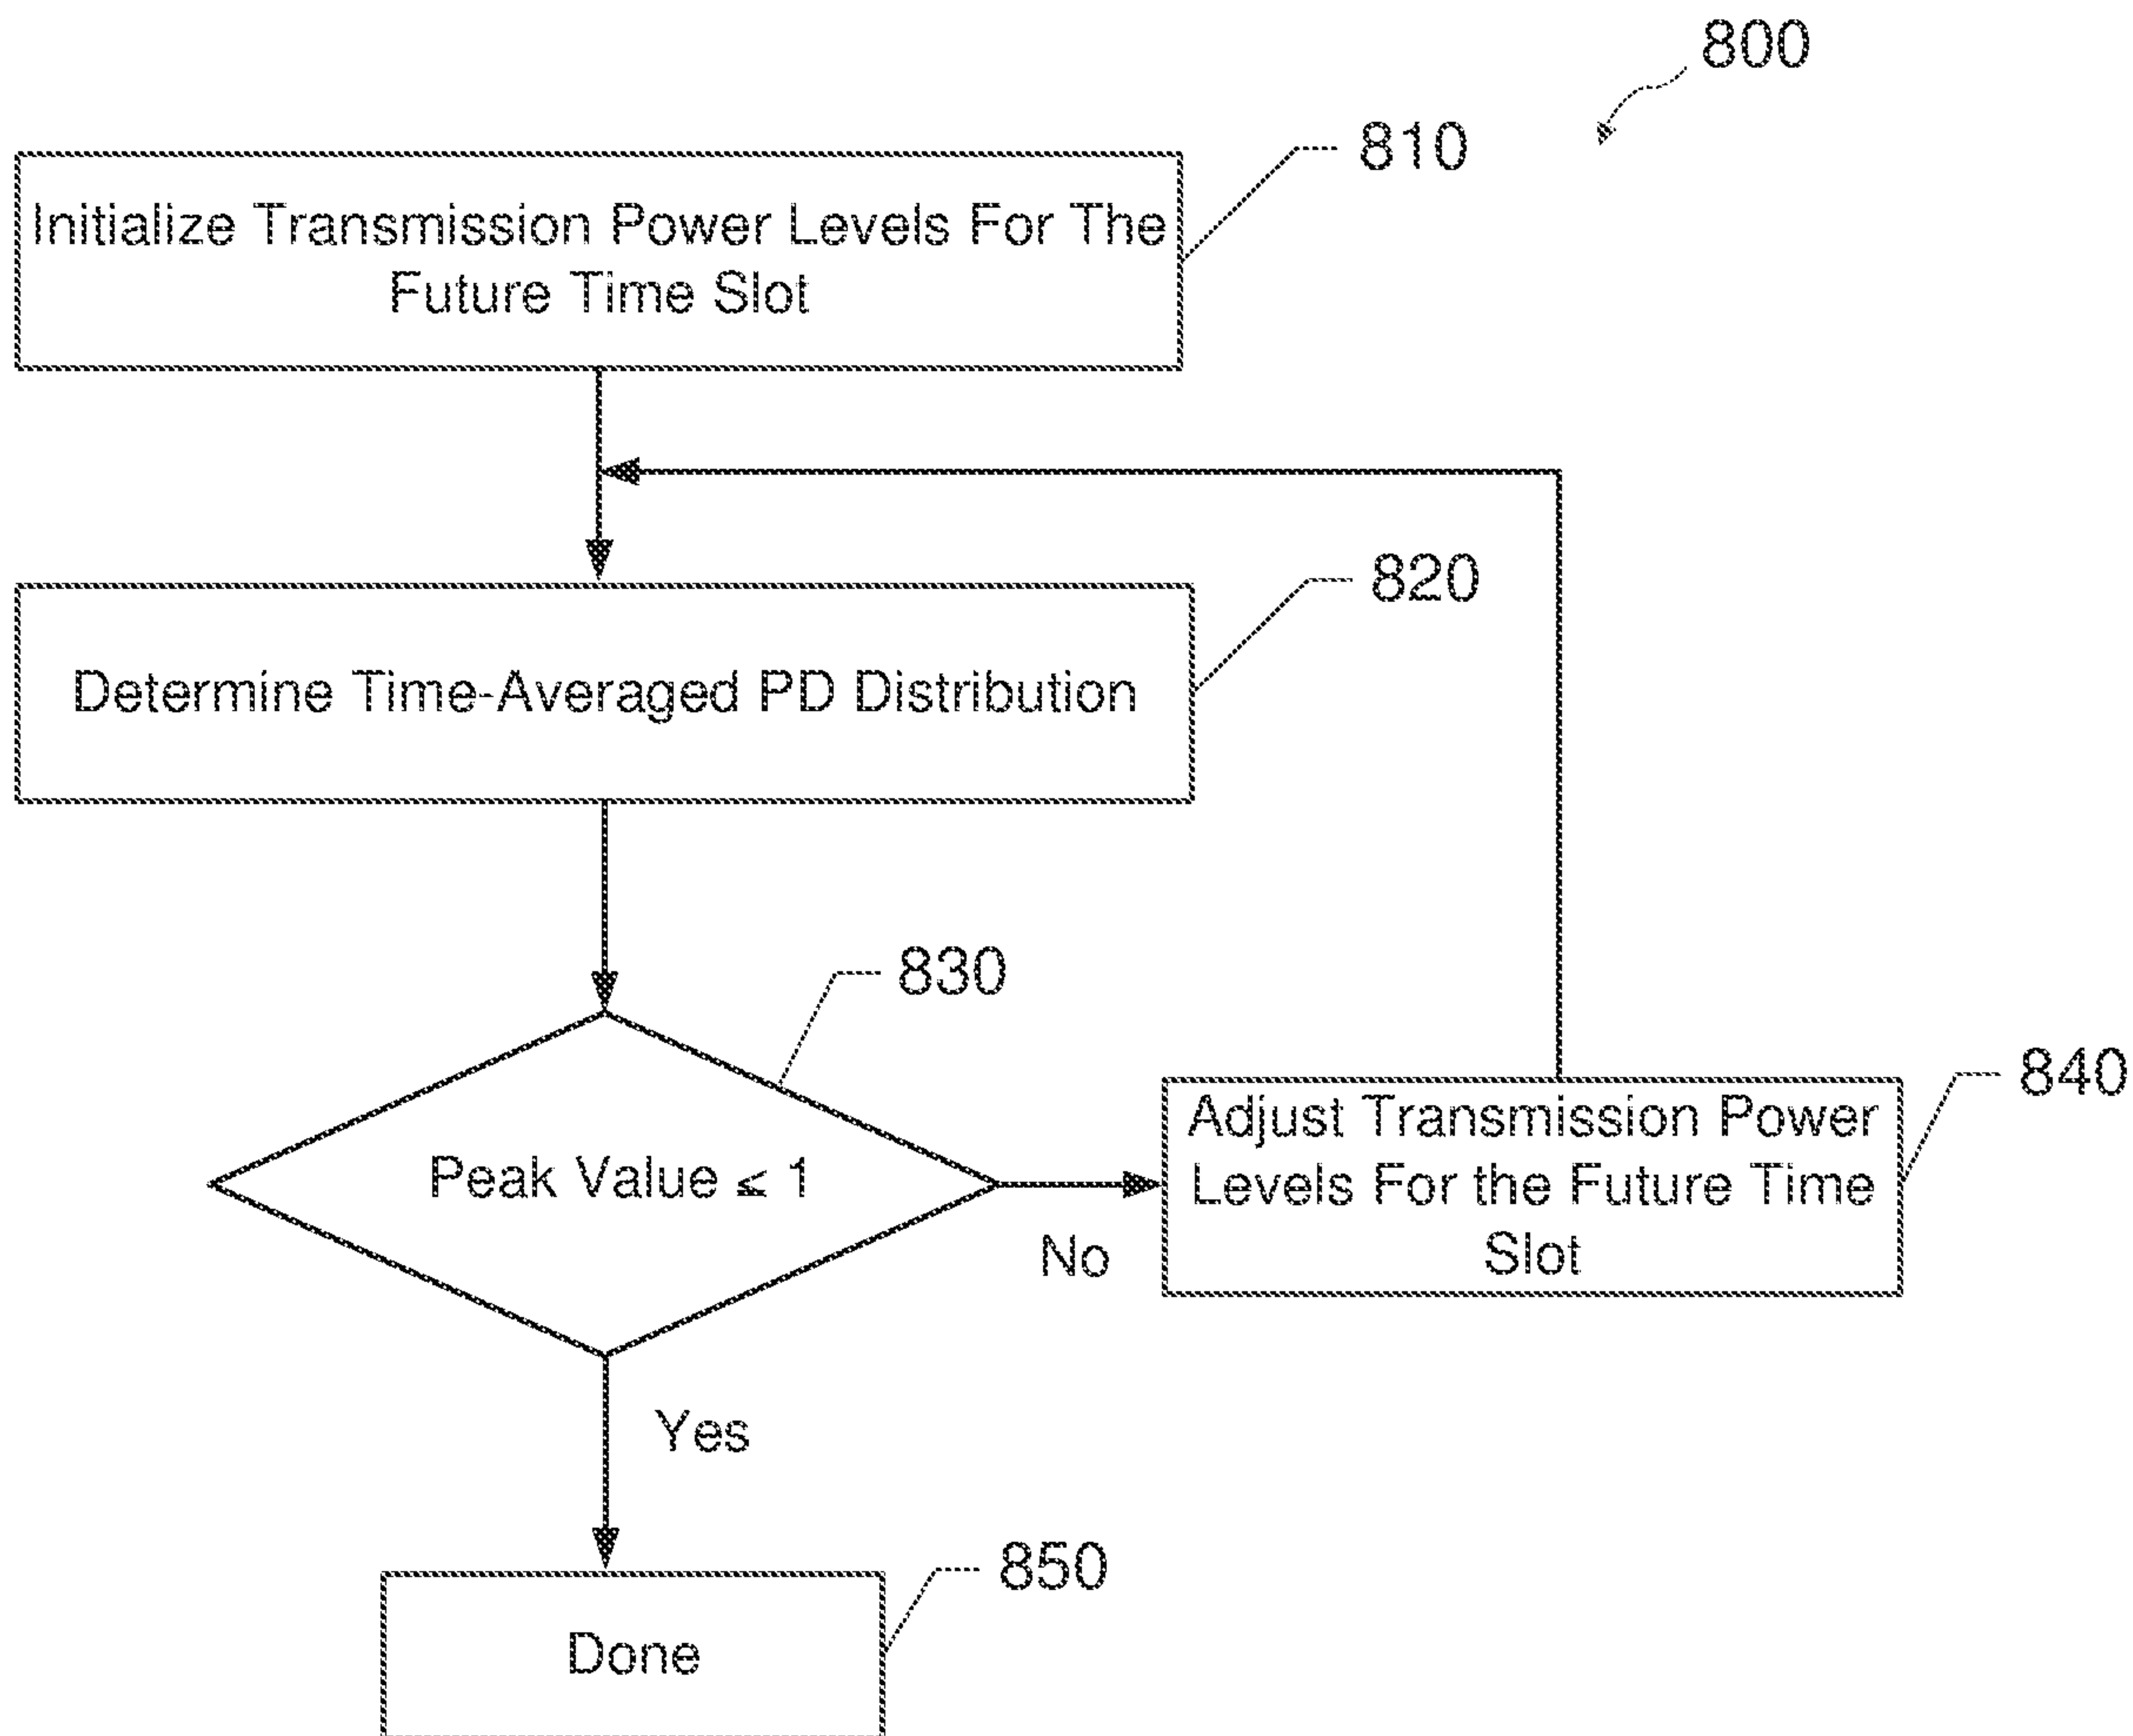 800
810
Initialize Transmission Power Levels For The
Future Time Slot
820
Determine Time-Averaged PD Distribution
830
Peak Value ≤ 1
No
840
Adjust Transmission Power
Levels For the Future Time
Slot
Yes
850
Done